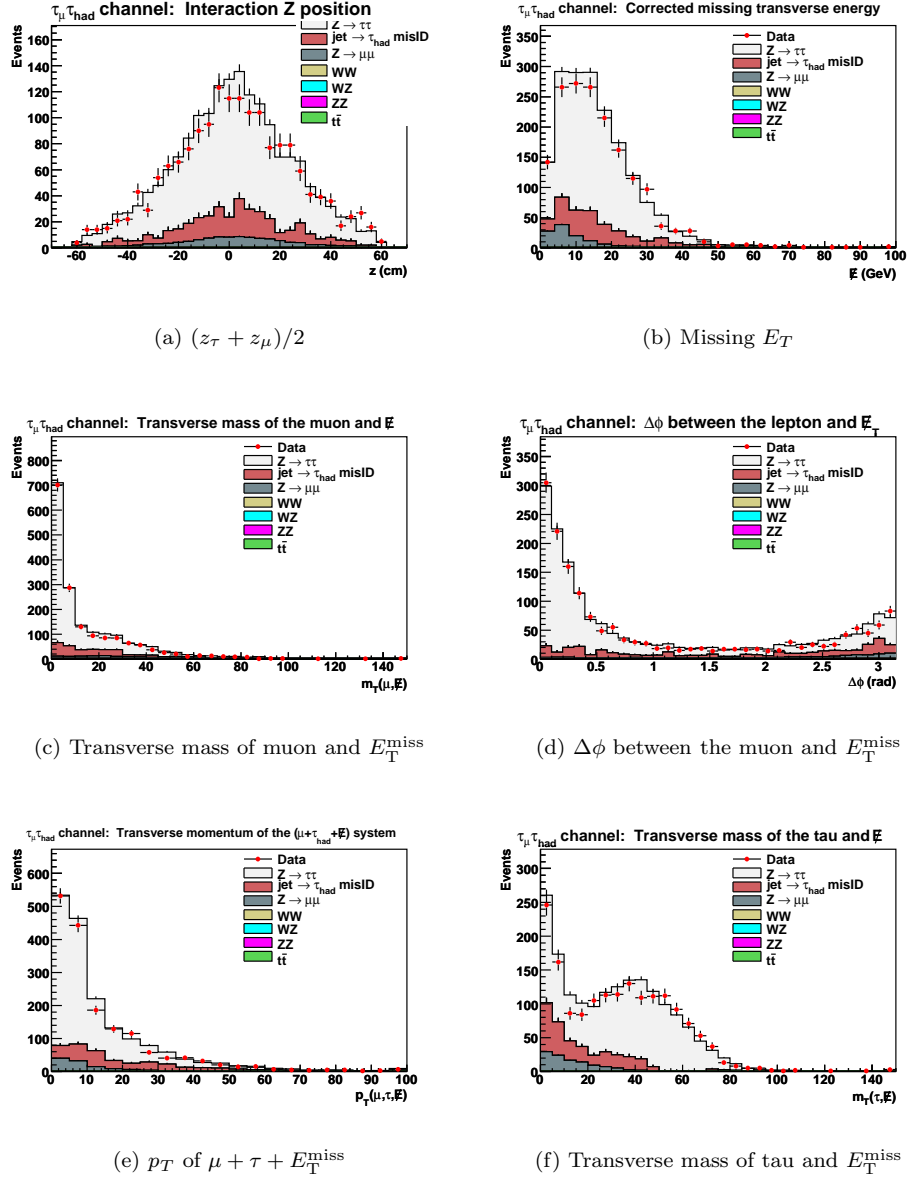 τμτhad channel: Interaction Z position
Events
Z → ττ
jet → τhad misID
Z → μμ
WW
WZ
ZZ
tt̄
160
140
120
100
80
60
40
20
0
-60 -40 -20 0 20 40 60
z (cm)
(a) (zτ + zμ)/2
τμτhad channel: Corrected missing transverse energy
Events
Data
Z → ττ
jet → τhad misID
Z → μμ
WW
WZ
ZZ
tt̄
350
300
250
200
150
100
50
0
0 10 20 30 40 50 60 70 80 90 100
E̸ (GeV)
(b) Missing ET
τμτhad channel: Transverse mass of the muon and E̸
Events
Data
Z → ττ
jet → τhad misID
Z → μμ
WW
WZ
ZZ
tt̄
800
700
600
500
400
300
200
100
0
0 20 40 60 80 100 120 140
mT(μ,E̸)
(c) Transverse mass of muon and ETmiss
τμτhad channel: Δϕ between the lepton and E̸T
Events
Data
Z → ττ
jet → τhad misID
Z → μμ
WW
WZ
ZZ
tt̄
400
350
300
250
200
150
100
50
0
0 0.5 1 1.5 2 2.5 3
Δϕ (rad)
(d) Δϕ between the muon and ETmiss
τμτhad channel: Transverse momentum of the (μ+τhad+E̸) system
Events
Data
Z → ττ
jet → τhad misID
Z → μμ
WW
WZ
ZZ
tt̄
600
500
400
300
200
100
0
0 10 20 30 40 50 60 70 80 90 100
pT(μ,τ,E̸)
(e) pT of μ + τ + ETmiss
τμτhad channel: Transverse mass of the tau and E̸
Events
Data
Z → ττ
jet → τhad misID
Z → μμ
WW
WZ
ZZ
tt̄
300
250
200
150
100
50
0
0 20 40 60 80 100 120 140
mT(τ,E̸)
(f) Transverse mass of tau and ETmiss